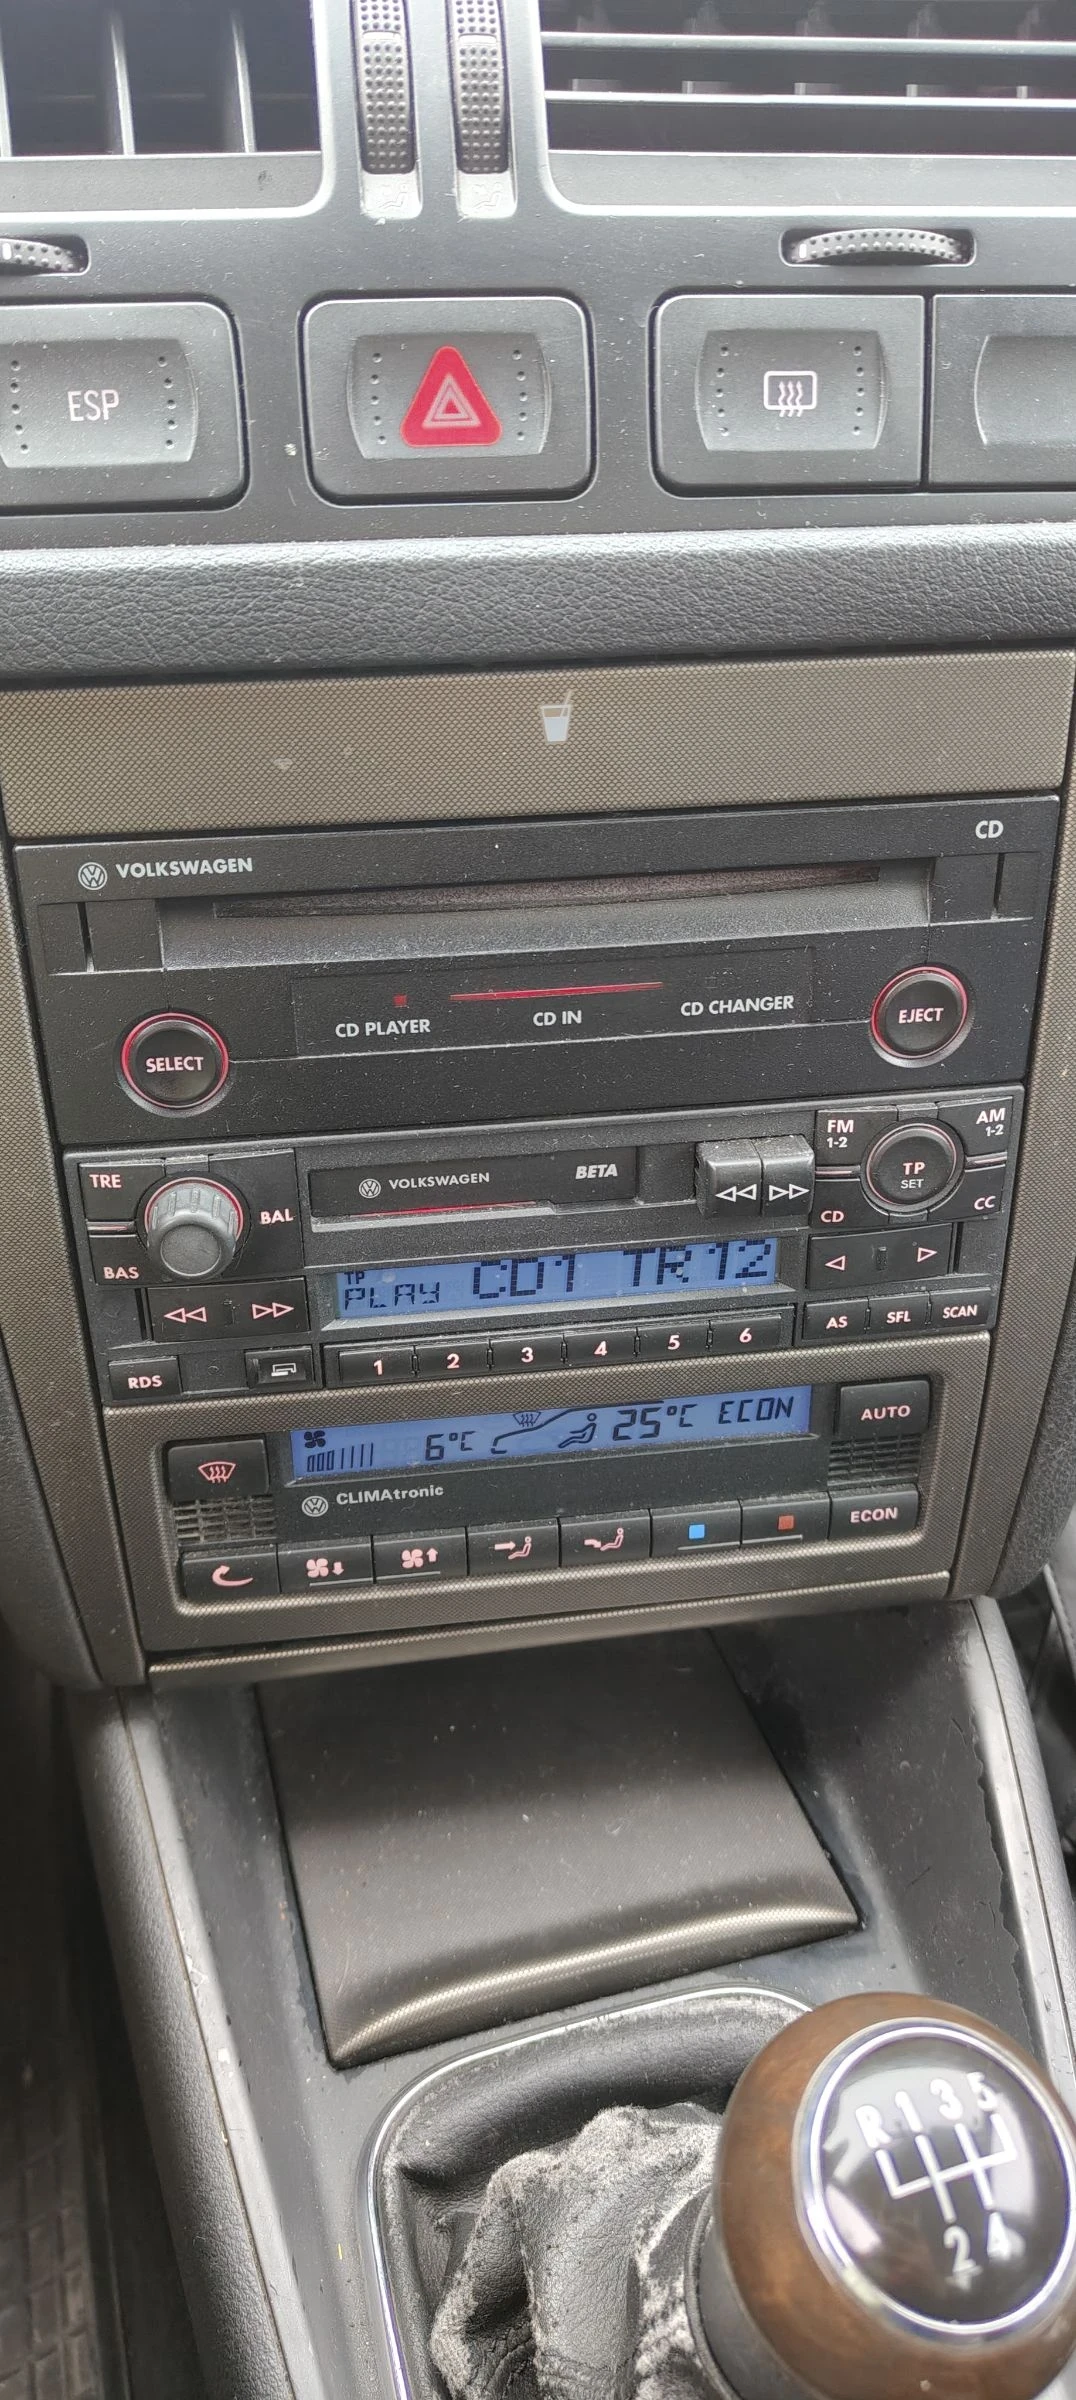 ESP
VOLKSWAGEN
CD
CD PLAYER
CD IN
CD CHANGER
SELECT
EJECT
TRE
BAL
BAS
VOLKSWAGEN
BETA
FM
1-2
AM
1-2
TP
SET
CD
CC
TP
PLAY CD1 TR12
AS
SFL
SCAN
1 2 3 4 5 6
RDS
6°C 25°C ECON
AUTO
CLIMAtronic
ECON
R 1 3 5
2 4